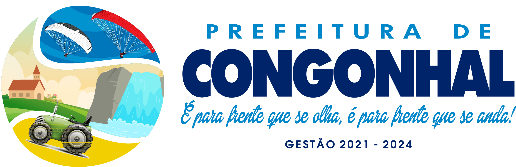 PREFEITURA DE
CONGONHAL
É para frente que se olha, é para frente que se anda!
GESTÃO 2021 - 2024